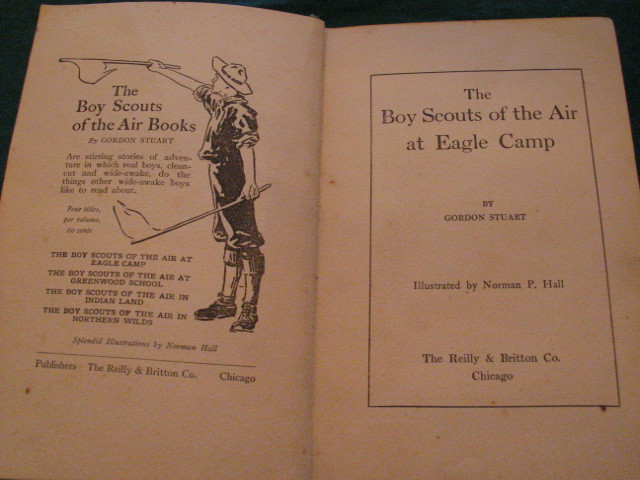 The
Boy Scouts
of the Air Books
By GORDON STUART
Are stirring stories of adven-
ture in which real boys, clean-
cut and wide-awake, do the
things other wide-awake boys
like to read about.
Four titles,
per volume,
60 cents
THE BOY SCOUTS OF THE AIR AT
EAGLE CAMP
THE BOY SCOUTS OF THE AIR AT
GREENWOOD SCHOOL
THE BOY SCOUTS OF THE AIR IN
INDIAN LAND
THE BOY SCOUTS OF THE AIR IN
NORTHERN WILDS
Splendid Illustrations by Norman Hall
Publishers The Reilly & Britton Co. Chicago
The
Boy Scouts of the Air
at Eagle Camp
BY
GORDON STUART
Illustrated by Norman P. Hall
The Reilly & Britton Co.
Chicago